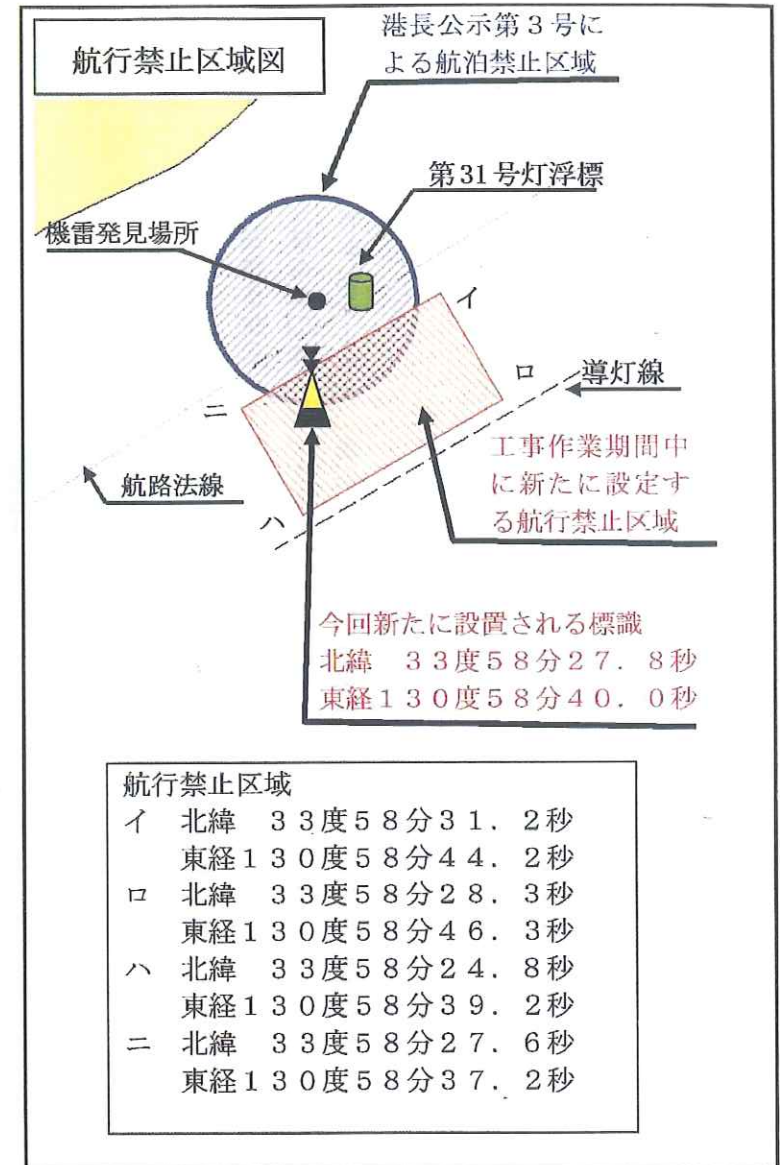 航行禁止区域図
港長公示第3号に
よる航泊禁止区域
第31号灯浮標
機雷発見場所
イ
ロ
導灯線
ニ
航路法線
ハ
工事作業期間中
に新たに設定す
る航行禁止区域
今回新たに設置される標識
北緯　33度58分27．8秒
東経130度58分40．0秒
航行禁止区域
イ　北緯　33度58分31．2秒
東経130度58分44．2秒
ロ　北緯　33度58分28．3秒
東経130度58分46．3秒
ハ　北緯　33度58分24．8秒
東経130度58分39．2秒
ニ　北緯　33度58分27．6秒
東経130度58分37．2秒